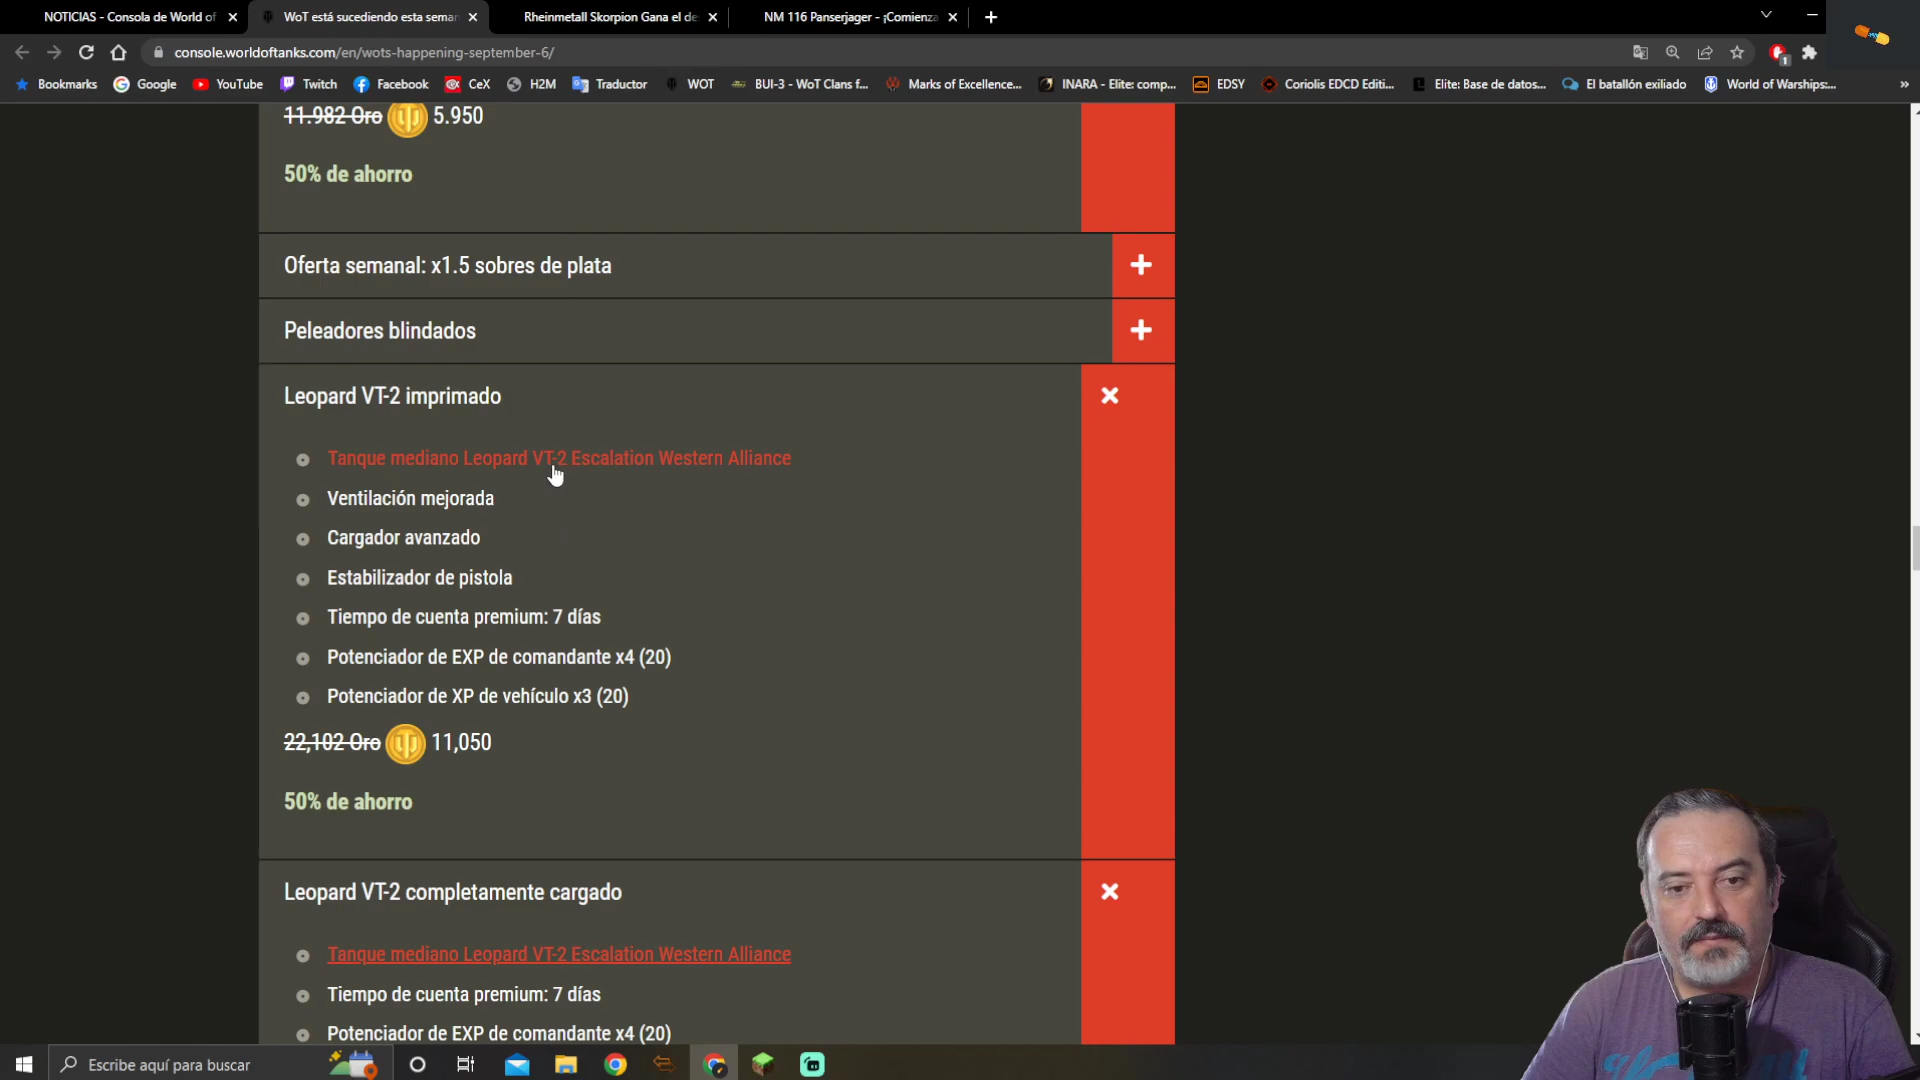 NOTICIAS - Consola de World of
WoT está sucediendo esta sema
Rheinmetall Skorpion Gana el de
NM 116 Panserjager - ¡Comienza
console.worldoftanks.com/en/wots-happening-september-6/
1
Bookmarks
Google
YouTube
Twitch
Facebook
CeX
H2M
Traductor
WOT
BUI-3 - WoT Clans f...
Marks of Excellence...
INARA - Elite: comp...
EDSY
Coriolis EDCD Editi...
Elite: Base de datos...
El batallón exiliado
World of Warships:...
»
11.982 Oro 5.950
50% de ahorro
Oferta semanal: x1.5 sobres de plata
Peleadores blindados
Leopard VT-2 imprimado
Tanque mediano Leopard VT-2 Escalation Western Alliance
Ventilación mejorada
Cargador avanzado
Estabilizador de pistola
Tiempo de cuenta premium: 7 días
Potenciador de EXP de comandante x4 (20)
Potenciador de XP de vehículo x3 (20)
22,102 Oro 11,050
50% de ahorro
Leopard VT-2 completamente cargado
Tanque mediano Leopard VT-2 Escalation Western Alliance
Tiempo de cuenta premium: 7 días
Potenciador de EXP de comandante x4 (20)
Escribe aquí para buscar